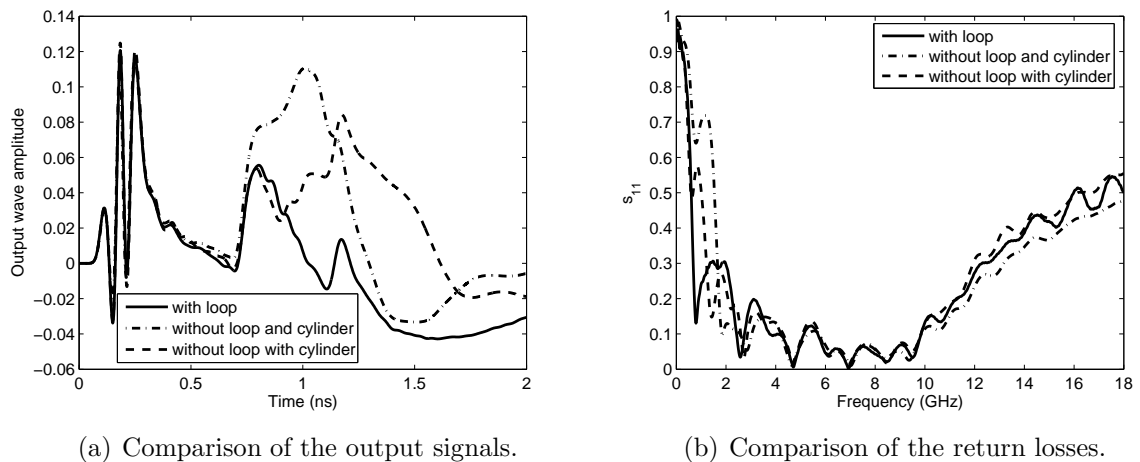 0.14
0.12
0.1
0.08
0.06
0.04
0.02
0
−0.02
−0.04
−0.06
Output wave amplitude
with loop
without loop and cylinder
without loop with cylinder
0 0.5 1 1.5 2
Time (ns)
(a) Comparison of the output signals.
1
0.9
0.8
0.7
0.6
0.5
0.4
0.3
0.2
0.1
0
s11
with loop
without loop and cylinder
without loop with cylinder
0 2 4 6 8 10 12 14 16 18
Frequency (GHz)
(b) Comparison of the return losses.